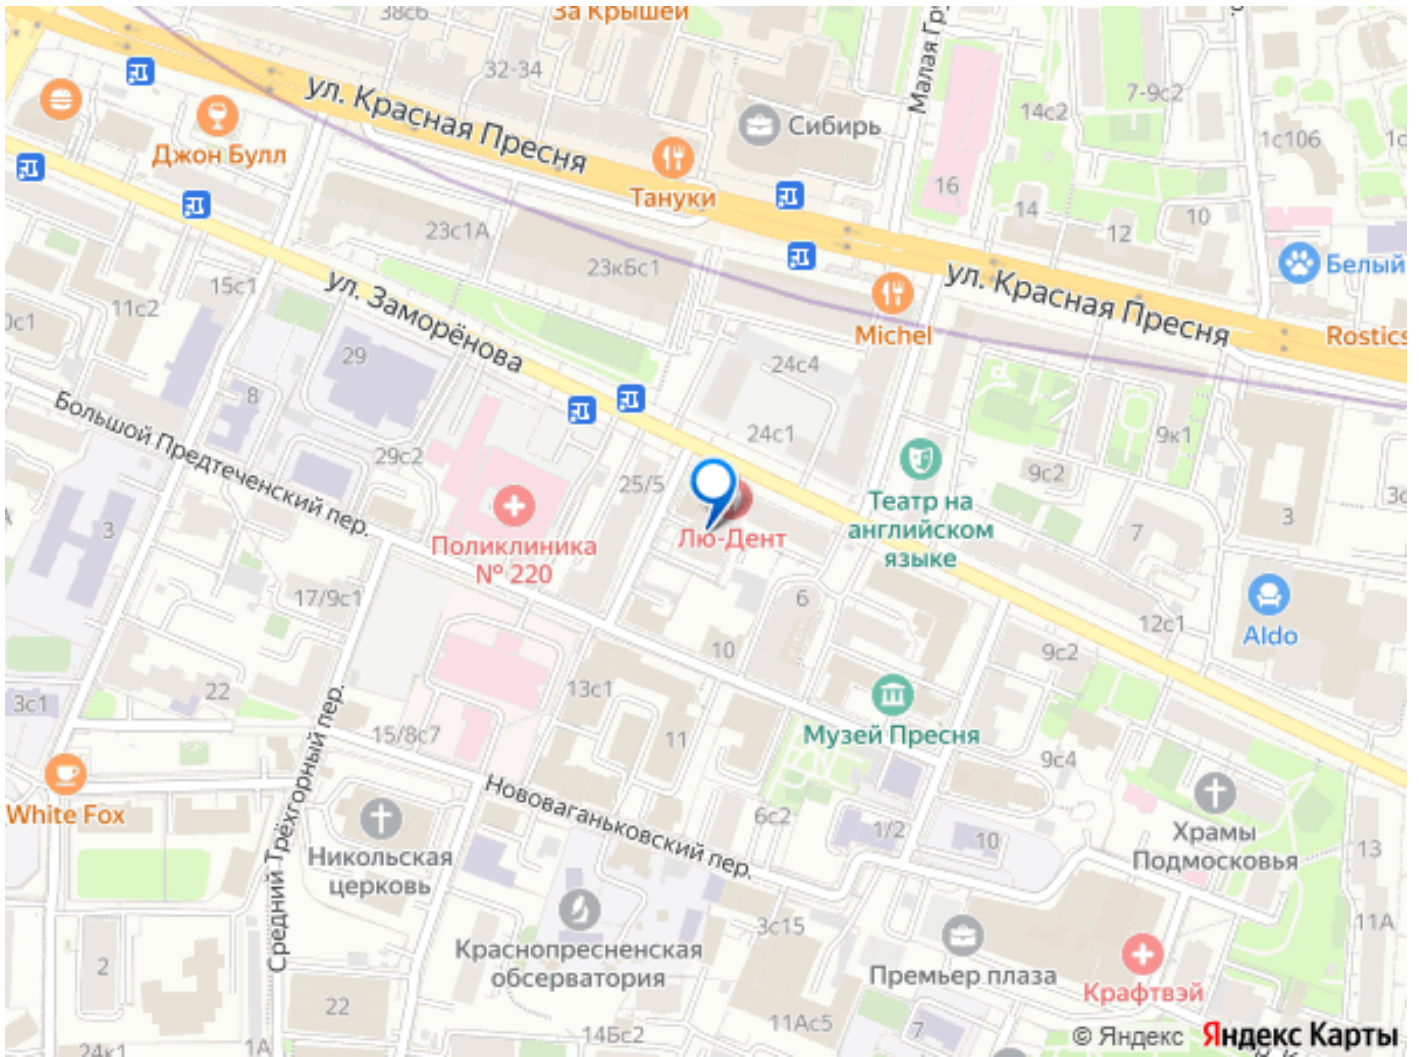 38с6
За Крышей
Малая Гру
32-34
ул. Красная Пресня
Сибирь
14с2
7-9с2
1с106
Джон Булл
Тануки
16
14
10
12
23с1А
23кБс1
Белый
15с1
11с2
ул. Заморёнова
Michel
ул. Красная Пресня
Rostics
29
24с4
8
Большой Предтеченский пер.
24с1
9к1
29с2
25/5
9с2
Театр на
английском
языке
3
7
3
Лю-Дент
Поликлиника
№ 220
17/9с1
6
12с1
Aldo
10
9с2
22
13с1
3с1
15/8с7
11
Музей Пресня
Средний Трёхгорный пер.
9с4
White Fox
Нововаганьковский пер.
6с2
1/2
10
Храмы
Подмосковья
13
Никольская
церковь
3с15
11А
Краснопресненская
обсерватория
2
Премьер плаза
Крафтвэй
22
11Ас5
7
14Бс2
24к1
1А
© Яндекс Яндекс Карты